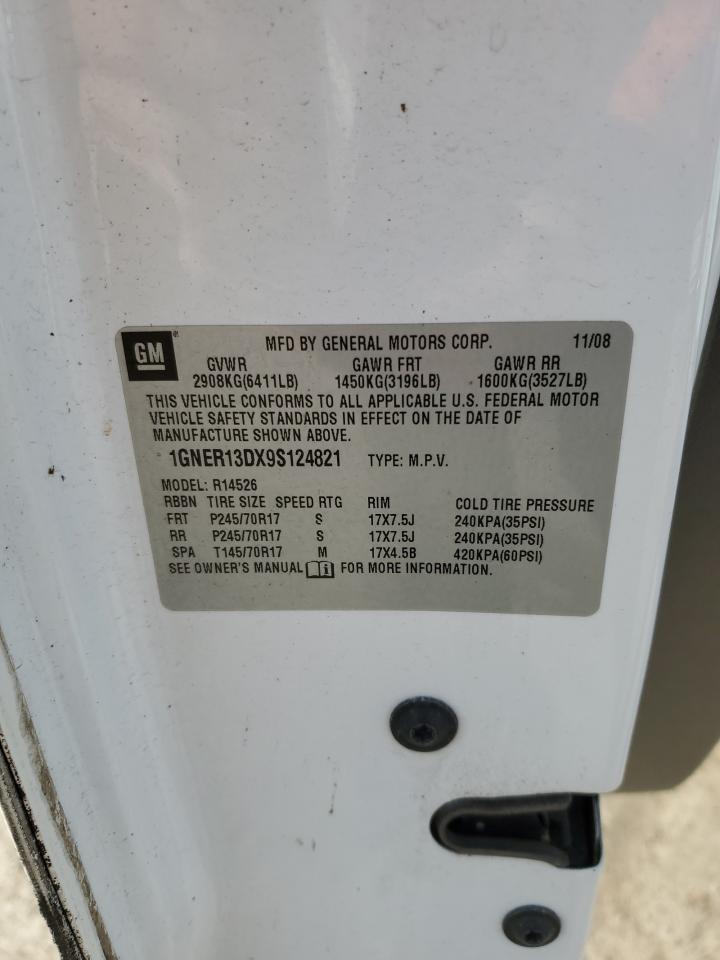 GM ® MFD BY GENERAL MOTORS CORP. 11/08
GVWR GAWR FRT GAWR RR
2908KG(6411LB) 1450KG(3196LB) 1600KG(3527LB)
THIS VEHICLE CONFORMS TO ALL APPLICABLE U.S. FEDERAL MOTOR
VEHICLE SAFETY STANDARDS IN EFFECT ON THE DATE OF
MANUFACTURE SHOWN ABOVE.
1GNER13DX9S124821 TYPE: M.P.V.
MODEL: R14526
RBBN TIRE SIZE SPEED RTG RIM COLD TIRE PRESSURE
FRT P245/70R17 S 17X7.5J 240KPA(35PSI)
RR P245/70R17 S 17X7.5J 240KPA(35PSI)
SPA T145/70R17 M 17X4.5B 420KPA(60PSI)
SEE OWNER'S MANUAL i FOR MORE INFORMATION.